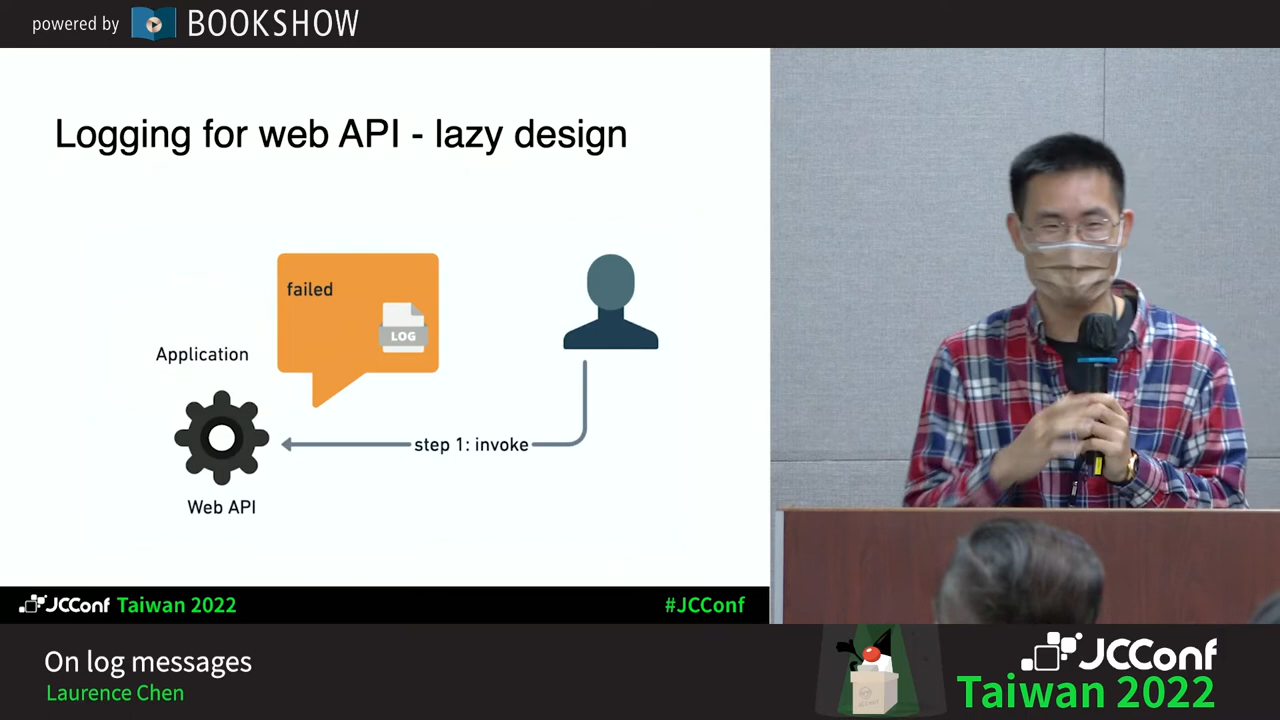 powered by BOOKSHOW
Logging for web API - lazy design
failed
LOG
Application
step 1: invoke
Web API
JCConf Taiwan 2022
#JCConf
On log messages
Laurence Chen
JCConf
Taiwan 2022